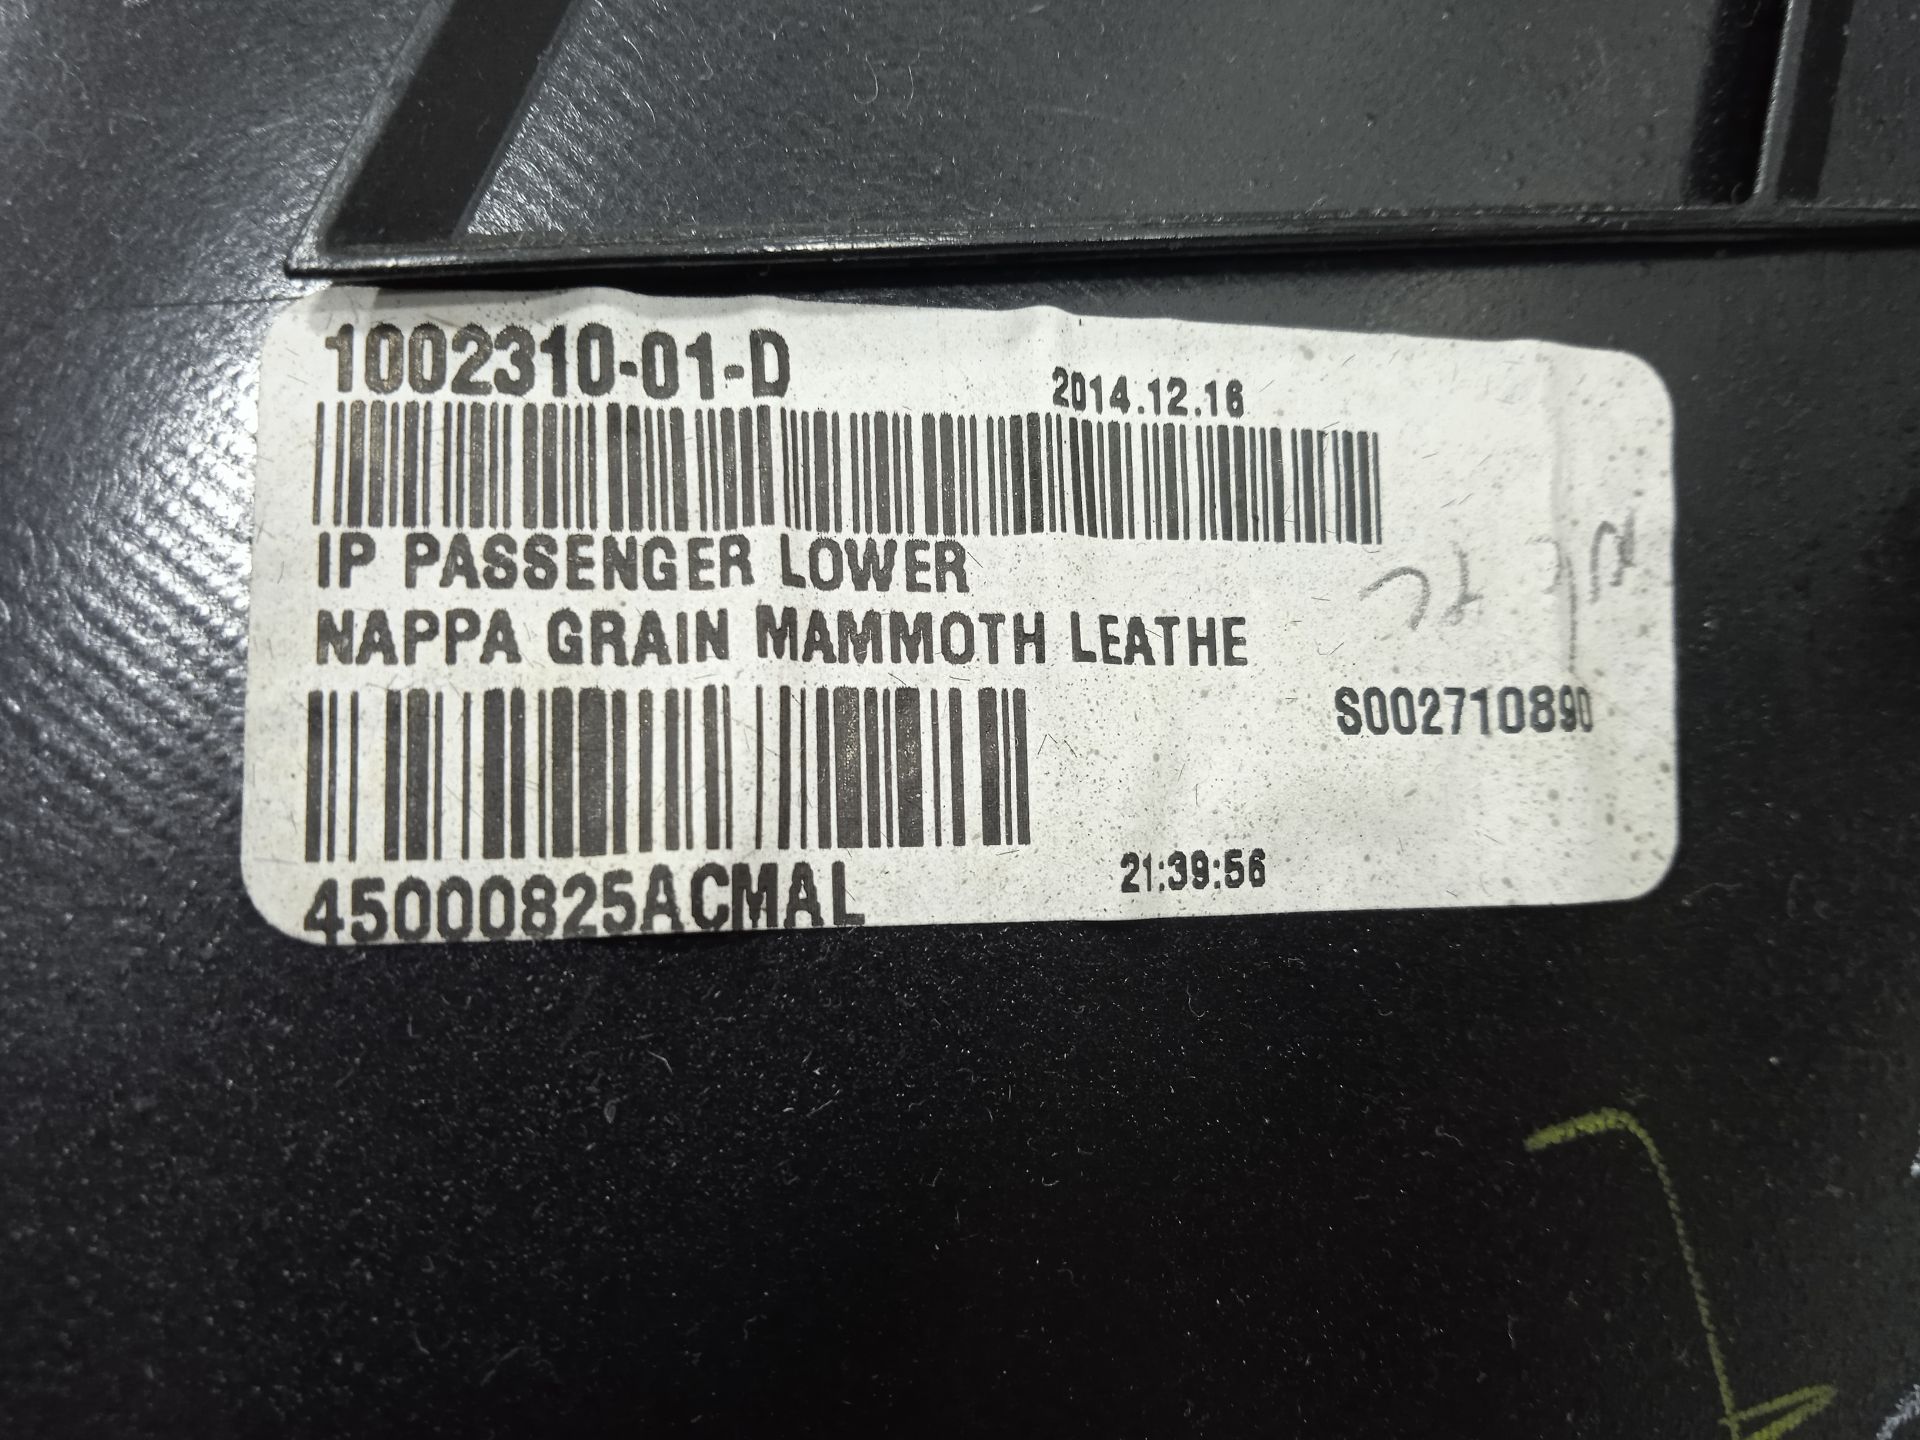 1002310-01-D
2014.12.16
IP PASSENGER LOWER
NAPPA GRAIN MAMMOTH LEATHE
S002710890
45000825ACMAL
21:39:56